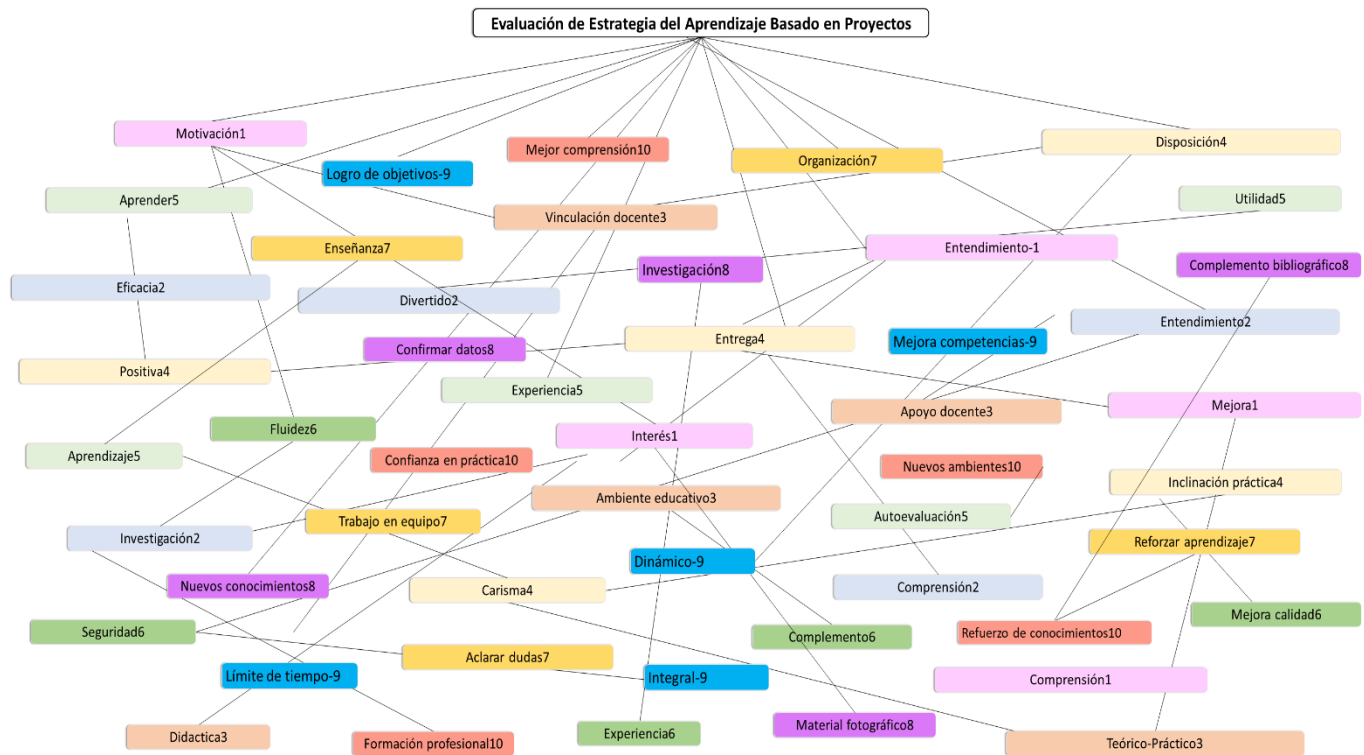 Evaluación de Estrategia del Aprendizaje Basado en Proyectos
Motivación1
Mejor comprensión10
Disposición4
Organización7
Logro de objetivos-9
Aprender5
Utilidad5
Vinculación docente3
Enseñanza7
Entendimiento-1
Investigación8
Complemento bibliográfico8
Eficacia2
Divertido2
Entendimiento2
Entrega4
Mejora competencias-9
Confirmar datos8
Positiva4
Experiencia5
Apoyo docente3
Mejora1
Fluidez6
Interés1
Aprendizaje5
Confianza en práctica10
Nuevos ambientes10
Inclinación práctica4
Ambiente educativo3
Autoevaluación5
Trabajo en equipo7
Investigación2
Reforzar aprendizaje7
Dinámico-9
Nuevos conocimientos8
Carisma4
Comprensión2
Mejora calidad6
Seguridad6
Complemento6
Refuerzo de conocimientos10
Aclarar dudas7
Límite de tiempo-9
Integral-9
Comprensión1
Material fotográfico8
Experiencia6
Didactica3
Formación profesional10
Teórico-Práctico3